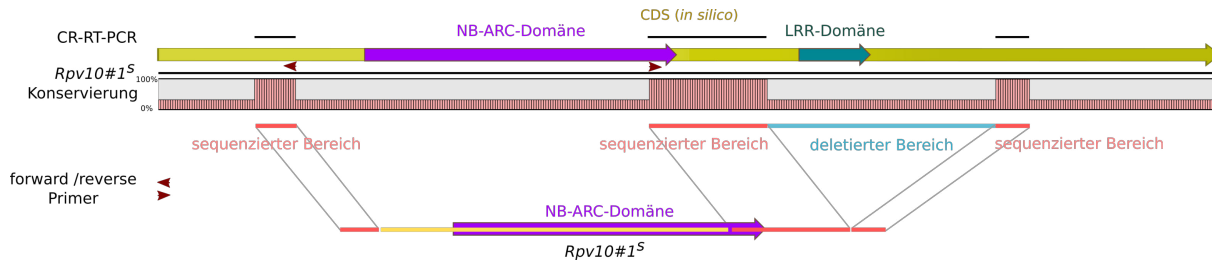 CDS (in silico)
NB-ARC-Domäne
LRR-Domäne
CR-RT-PCR
Rpv10#1S
100%
Konservierung
0%
sequenzierter Bereich
sequenzierter Bereich
deletierter Bereich
sequenzierter Bereich
forward /reverse
Primer
NB-ARC-Domäne
Rpv10#1S